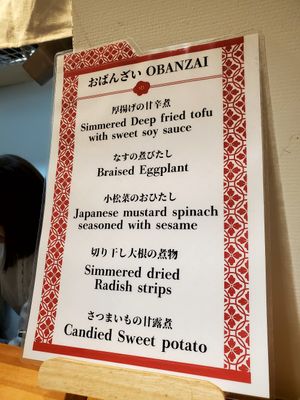 おばんざい OBANZAI
厚揚げの甘辛煮
Simmered Deep fried tofu
with sweet soy sauce
なすの煮びたし
Braised Eggplant
小松菜のおひたし
Japanese mustard spinach
seasoned with sesame
切り干し大根の煮物
Simmered dried
Radish strips
さつまいもの甘露煮
Candied Sweet potato